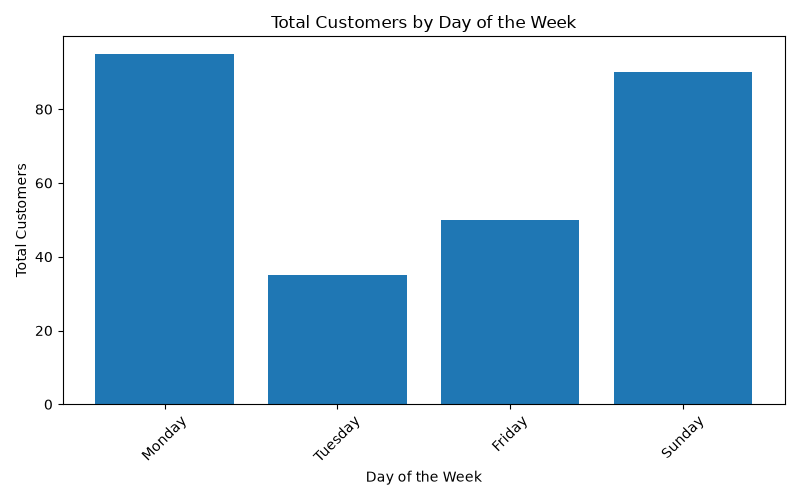 Total Customers by Day of the Week
80
60
40
20
0
Total Customers
Monday
Tuesday
Friday
Sunday
Day of the Week